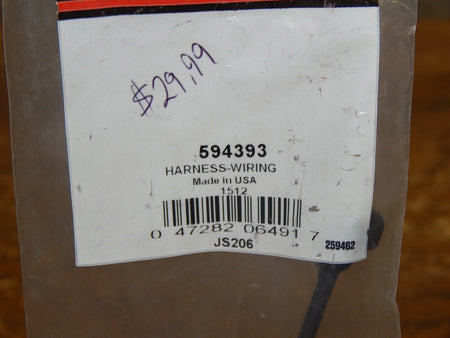 $29.99
594393
HARNESS-WIRING
Made in USA
1512
0 47282 06491 7
JS206
259462